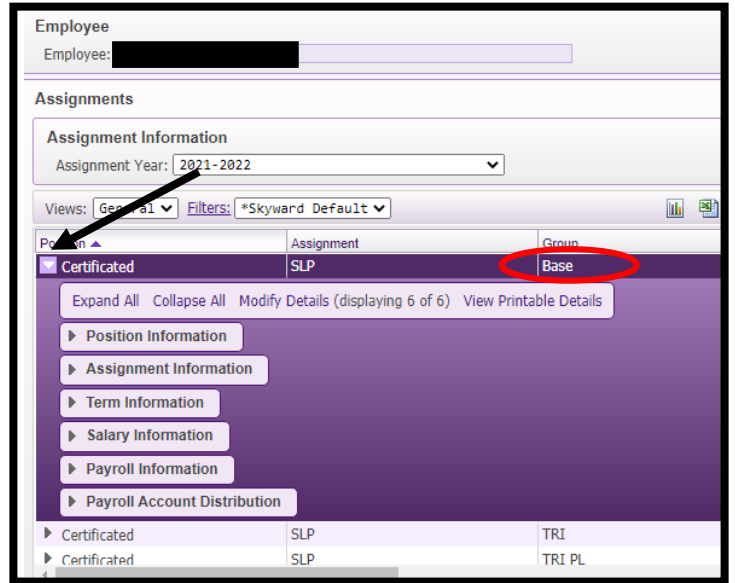 Employee
Employee:
Assignments
Assignment Information
Assignment Year: 2021-2022
Views: General Filters: *Skyward Default
Position Assignment Group
Certificated SLP Base
Expand All Collapse All Modify Details (displaying 6 of 6) View Printable Details
Position Information
Assignment Information
Term Information
Salary Information
Payroll Information
Payroll Account Distribution
Certificated SLP TRI
Certificated SLP TRI PL